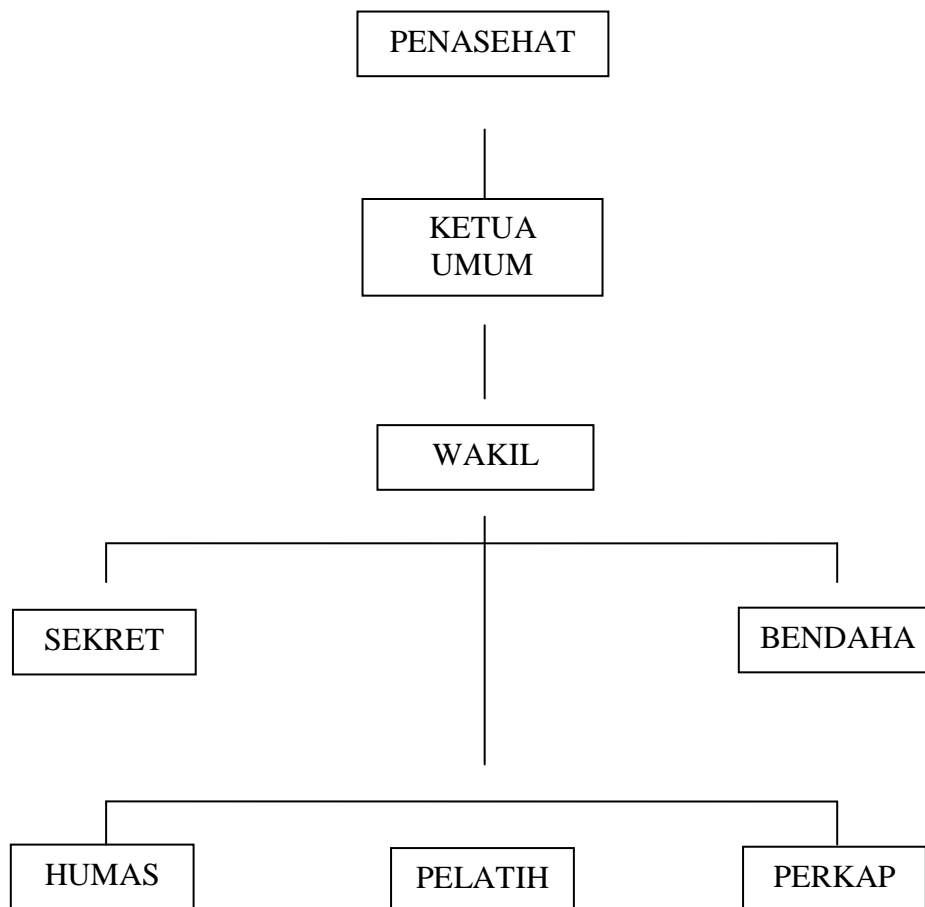 PENASEHAT
KETUA
UMUM
WAKIL
SEKRET
BENDAHA
HUMAS
PELATIH
PERKAP